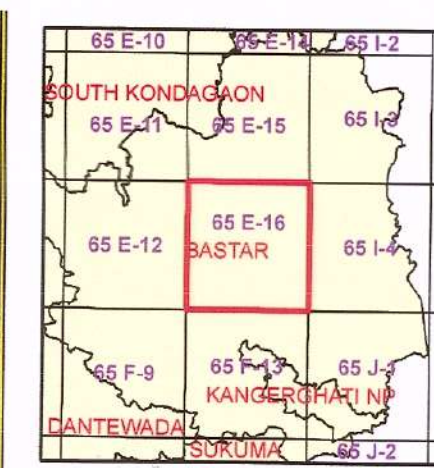 65 E-10 65 E-14 65 I-2
SOUTH KONDAGAON
65 E-11 65 E-15 65 I-3
65 E-12 65 E-16 65 I-4
BASTAR
65 F-9 65 F-13 65 J-1
KANGERGHATI NP
DANTEWADA
SUKUMA 65 J-2